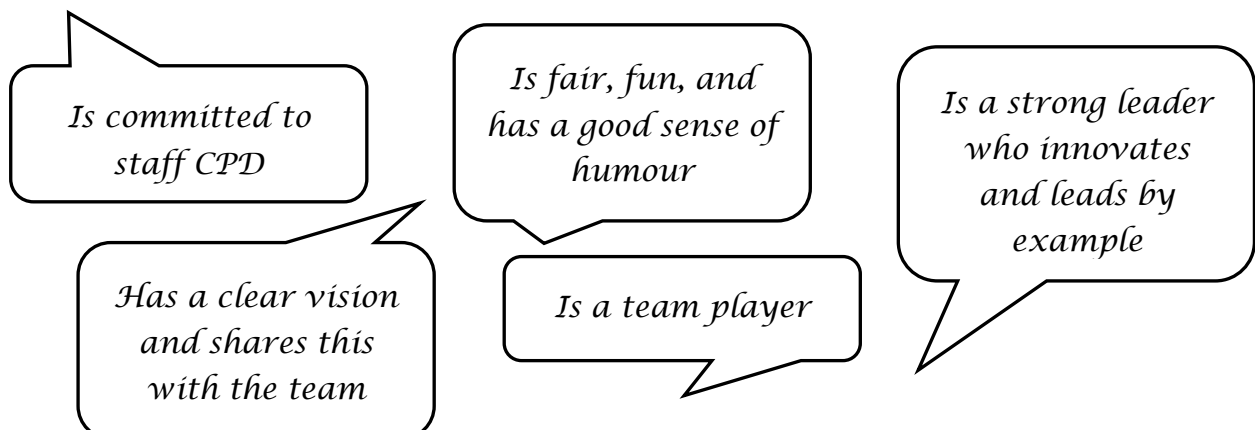 Is committed to
staff CPD
Is fair, fun, and
has a good sense of
humour
Is a strong leader
who innovates
and leads by
example
Has a clear vision
and shares this
with the team
Is a team player